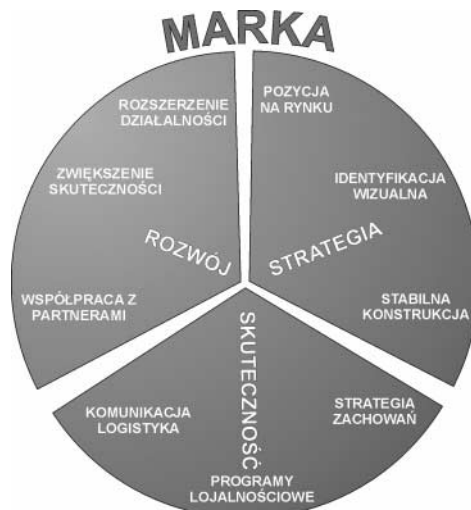 MARKA
ROZSZERZENIE
DZIAŁALNOŚCI
ZWIĘKSZENIE
SKUTECZNOŚCI
WSPÓŁPRACA Z
PARTNERAMI
ROZWÓJ
POZYCJA
NA RYNKU
IDENTYFIKACJA
WIZUALNA
STABILNA
KONSTRUKCJA
STRATEGIA
SKUTECZNOŚĆ
KOMUNIKACJA
LOGISTYKA
PROGRAMY
LOJALNOŚCIOWE
STRATEGIA
ZACHOWAŃ